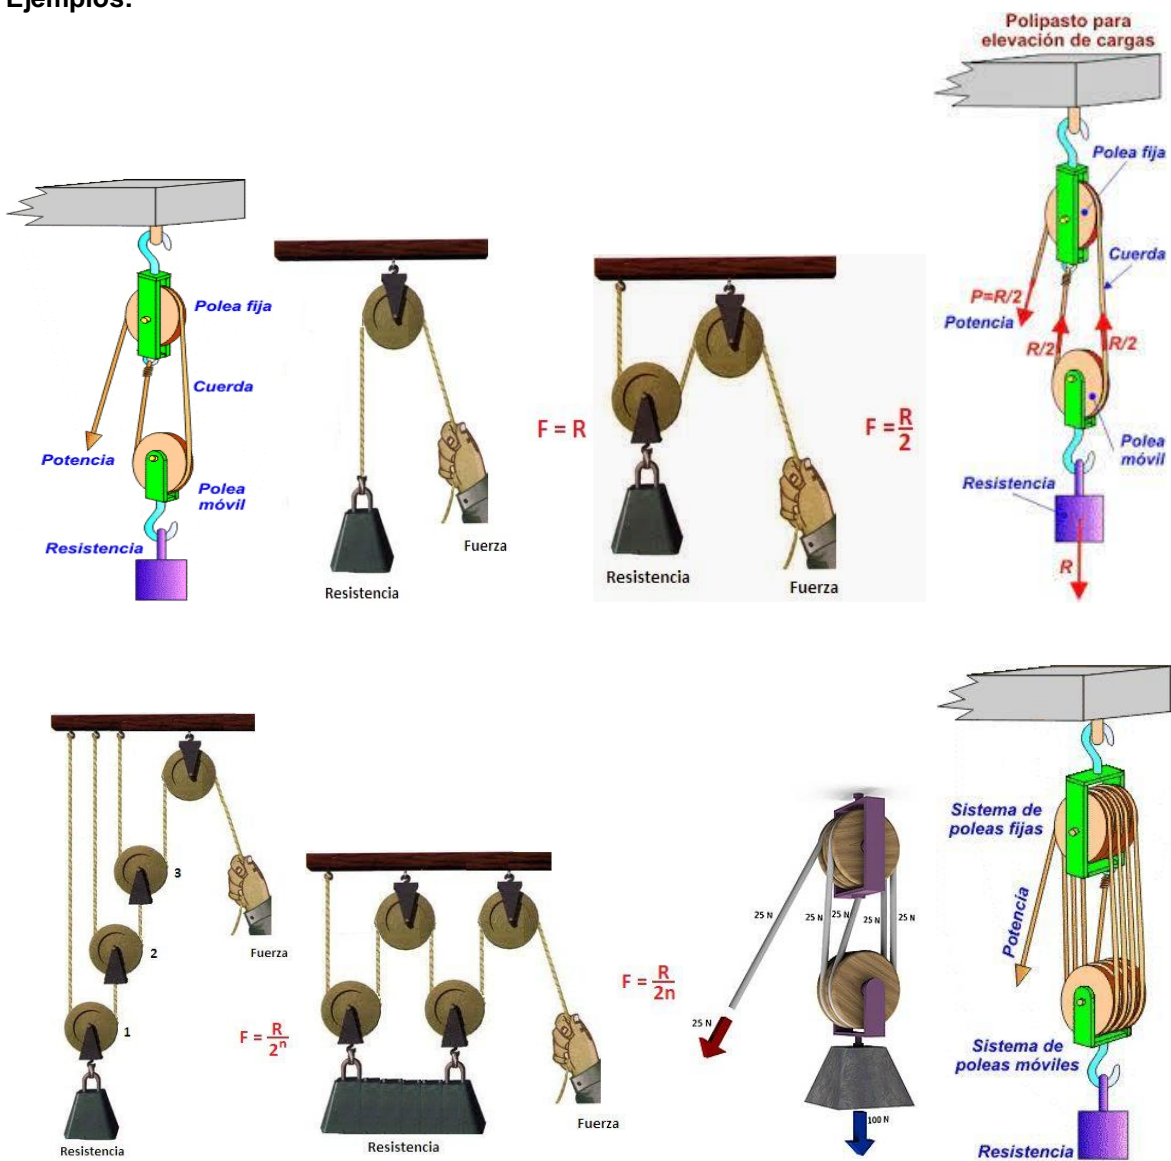 Ejemplos:
Polipasto para
elevación de cargas
Polea fija
Cuerda
P=R/2
Potencia
R/2
R/2
Polea
móvil
Resistencia
R
Polea fija
Cuerda
Potencia
Polea
móvil
Resistencia
Fuerza
Resistencia
F = R
Resistencia
Fuerza
F = R
2
3
2
1
Fuerza
Resistencia
F = R
2ⁿ
Fuerza
Resistencia
F = R
2n
25 N
25 N
25 N
25 N
25 N
25 N
100 N
Sistema de
poleas fijas
Potencia
Sistema de
poleas móviles
Resistencia